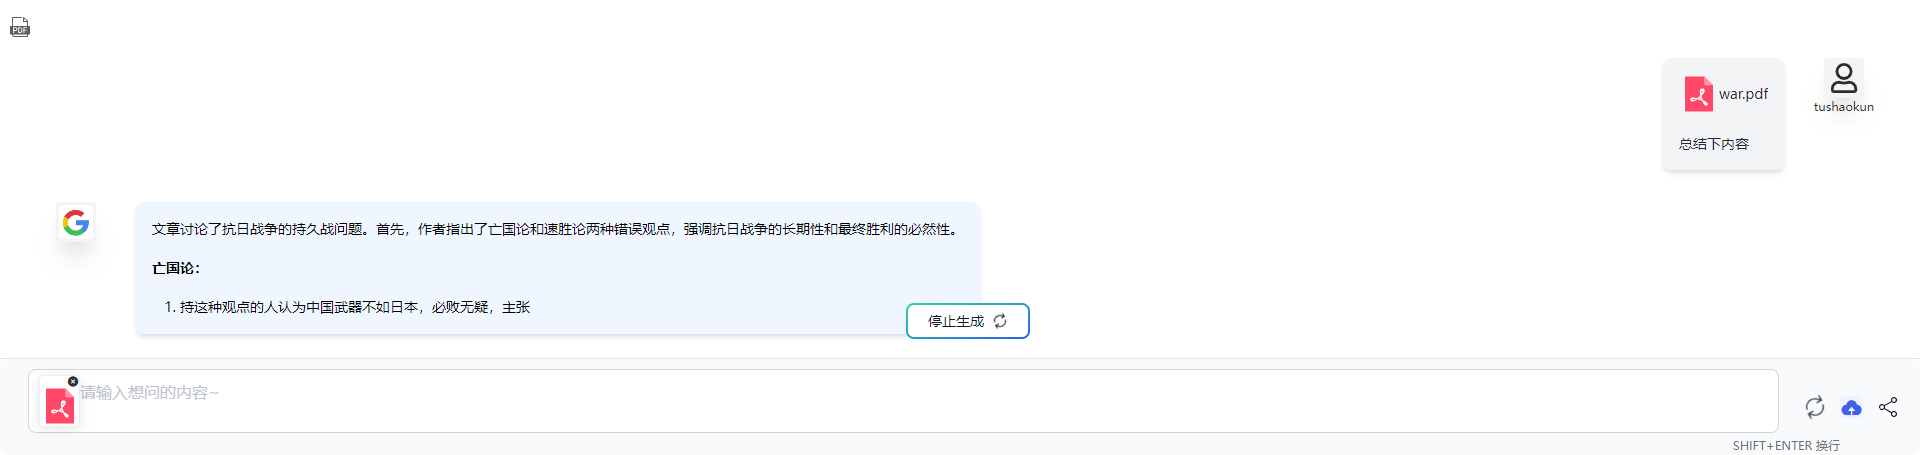 PDF
war.pdf
tushaokun
总结下内容
文章讨论了抗日战争的持久战问题。首先，作者指出了亡国论和速胜论两种错误观点，强调抗日战争的长期性和最终胜利的必然性。
亡国论：
1. 持这种观点的人认为中国武器不如日本，必败无疑，主张
停止生成
请输入想问的内容~
SHIFT+ENTER 换行